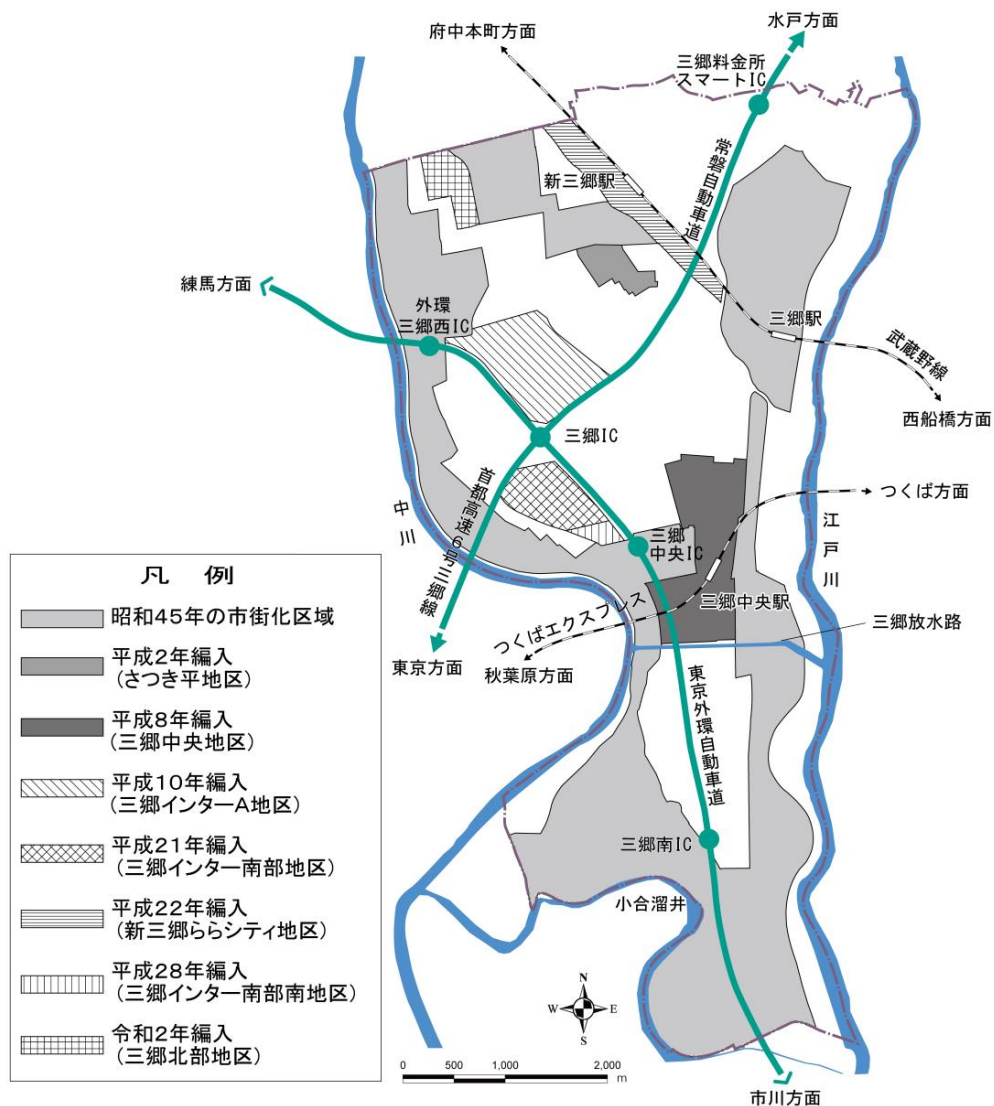 水戸方面
府中本町方面
三郷料金所
スマートIC
常磐自動車道
新三郷駅
練馬方面
外環
三郷西IC
三郷駅
武蔵野線
西船橋方面
三郷IC
首都高速6号三郷線
つくば方面
中川
江戸川
三郷
中央IC
三郷中央駅
つくばエクスプレス
三郷放水路
東京方面
秋葉原方面
東京外環自動車道
三郷南IC
小合溜井
市川方面
凡 例
昭和45年の市街化区域
平成2年編入
(さつき平地区)
平成8年編入
(三郷中央地区)
平成10年編入
(三郷インターA地区)
平成21年編入
(三郷インター南部地区)
平成22年編入
(新三郷ららシティ地区)
平成28年編入
(三郷インター南部南地区)
令和2年編入
(三郷北部地区)
N
W E
S
0 500 1,000 2,000
m